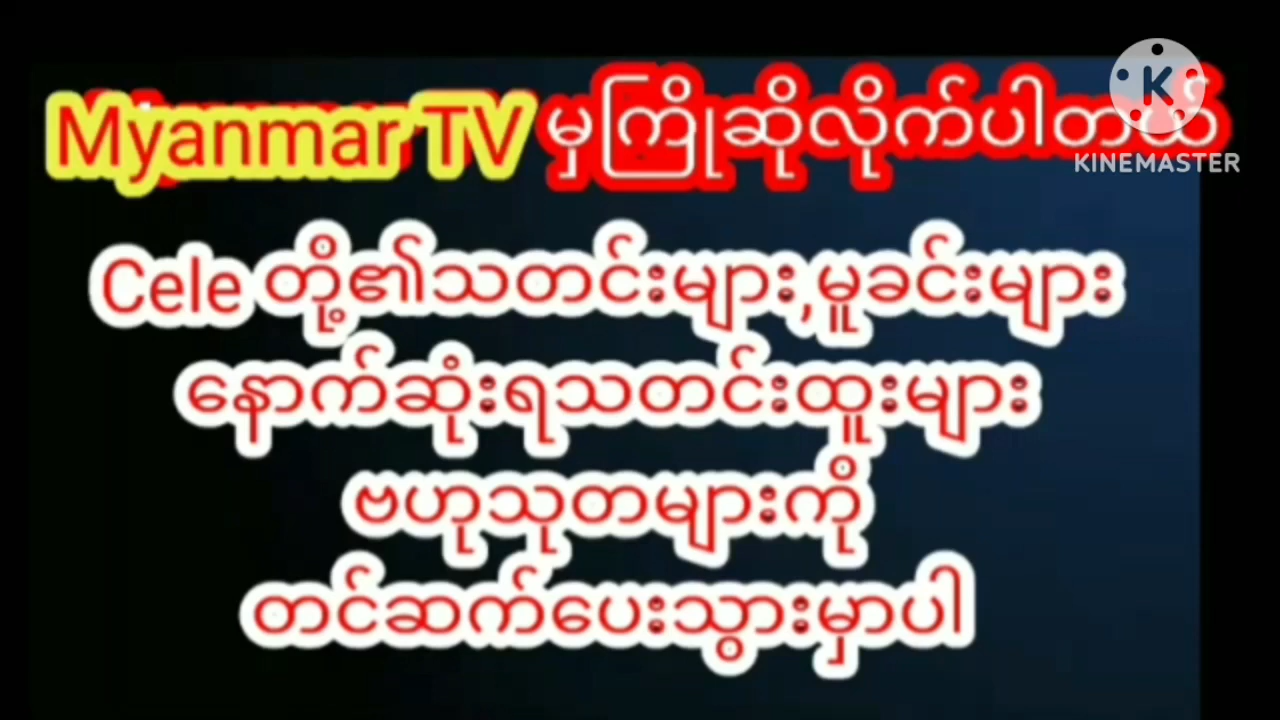 Myanmar TV မှကြိုဆိုလိုက်ပါတယ်
KINEMASTER
Cele တို့၏သတင်းများ,မူခင်းများ
နောက်ဆုံးရသတင်းထူးများ
ဗဟုသုတများကို
တင်ဆက်ပေးသွားမှာပါ